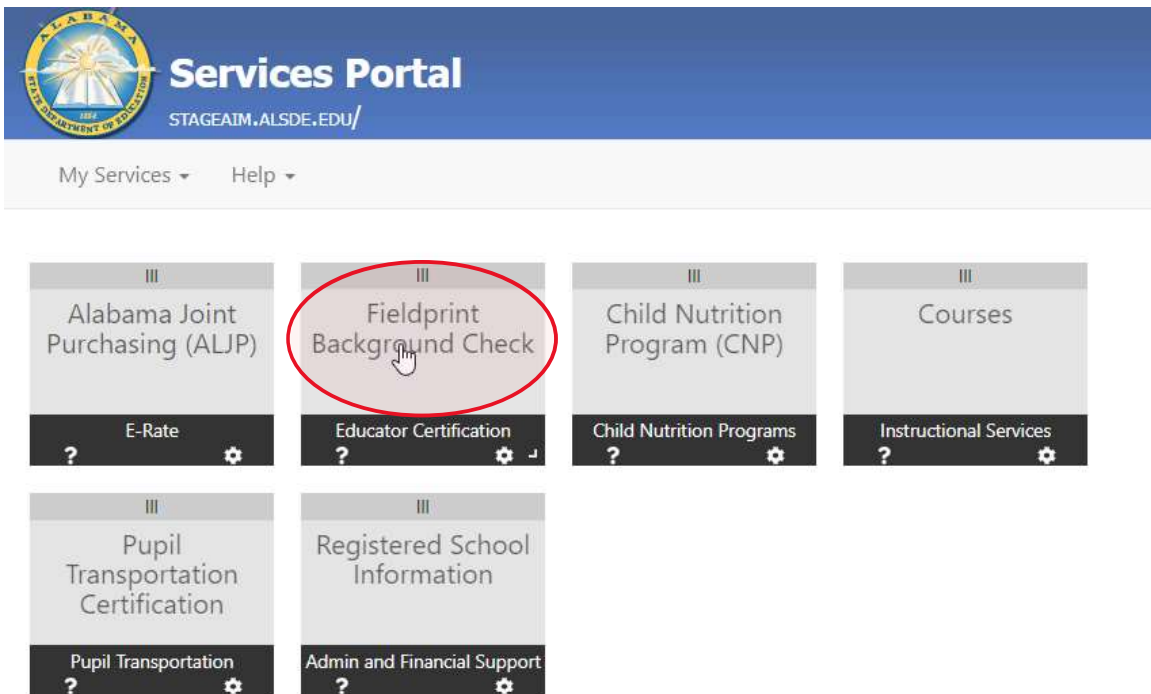 ALABAMA
STATE DEPARTMENT OF EDUCATION
Services Portal
STAGEAIM.ALSDE.EDU/
My Services
Help
Alabama Joint
Purchasing (ALJP)
E-Rate
?
Fieldprint
Background Check
Educator Certification
?
Child Nutrition
Program (CNP)
Child Nutrition Programs
?
Courses
Instructional Services
?
Pupil
Transportation
Certification
Pupil Transportation
?
Registered School
Information
Admin and Financial Support
?